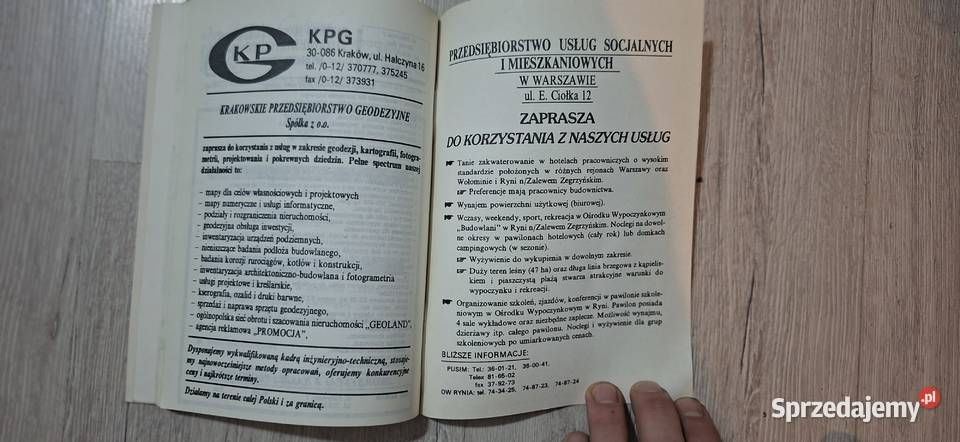 KPG
30-086 Kraków, ul. Halczyna 16
tel. /0-12/ 370777, 375245
fax /0-12/ 373931
KP
KRAKOWSKIE PRZEDSIĘBIORSTWO GEODEZYJNE
Spółka z o.o.
zaprasza do korzystania z usług w zakresie geodezji, kartografii, fotogra-
metrii, projektowania i pokrewnych dziedzin. Pełne spectrum naszej
działalności to:
– mapy dla celów własnościowych i projektowych
– mapy numeryczne i usługi informatyczne,
– podziały i rozgraniczenia nieruchomości,
– geodezyjna obsługa inwestycji,
– inwentaryzacja urządzeń podziemnych,
– nieniszczące badania podłoża budowlanego,
– badania korozji rurociągów, kotłów i konstrukcji,
– inwentaryzacja architektoniczno-budowlana i fotogrametria
– usługi projektowe i kreślarskie,
– kserografia, ozalid i druki barwne,
– sprzedaż i naprawa sprzętu geodezyjnego,
– ogólnopolska sieć obrotu i szacowania nieruchomości „GEOLAND",
– agencja reklamowa „PROMOCJA",
Dysponujemy wykwalifikowaną kadrą inżynieryjno-techniczną, stosuje-
my najnowocześniejsze metody opracowań, oferujemy konkurencyjne
ceny i najkrótsze terminy.
Działamy na terenie całej Polski i za granicą.
PRZEDSIĘBIORSTWO USŁUG SOCJALNYCH
I MIESZKANIOWYCH
W WARSZAWIE
ul. E. Ciołka 12
ZAPRASZA
DO KORZYSTANIA Z NASZYCH USŁUG
Tanie zakwaterowanie w hotelach pracowniczych o wysokim
standardzie położonych w różnych rejonach Warszawy oraz
Wołominie i Ryni n/Zalewem Zegrzyńskim.
Preferencje mają pracownicy budownictwa.
Wynajem powierzchni użytkowej (biurowej).
Wczasy, weekendy, sport, rekreacja w Ośrodku Wypoczynkowym
„Budowlani" w Ryni n/Zalewem Zegrzyńskim. Noclegi na dowol-
ne okresy w pawilonach hotelowych (cały rok) lub domkach
campingowych (w sezonie).
Wyżywienie do wykupienia w dowolnym zakresie
Duży teren leśny (47 ha) oraz długa linia brzegowa z kąpielis-
kiem i piaszczystą plażą stwarza atrakcyjne warunki do
wypoczynku i rekreacji.
Organizowanie szkoleń, zjazdów, konferencji w pawilonie szkole-
niowym w Ośrodku Wypoczynkowym w Ryni. Pawilon posiada
4 sale wykładowe oraz niezbędne zaplecze. Możliwość wynajmu,
dzierżawy itp. całego pawilonu. Noclegi i wyżywienie dla grup
szkoleniowych po umiarkowanych cenach.
BLIŻSZE INFORMACJE:
PUSIM: Tel.: 36-01-21, 36-00-41.
Telex 81-65-02
fax 37-92-73
OW RYNIA: tel. 74-34-25, 74-87-23, 74-87-24
Sprzedajemy.pl